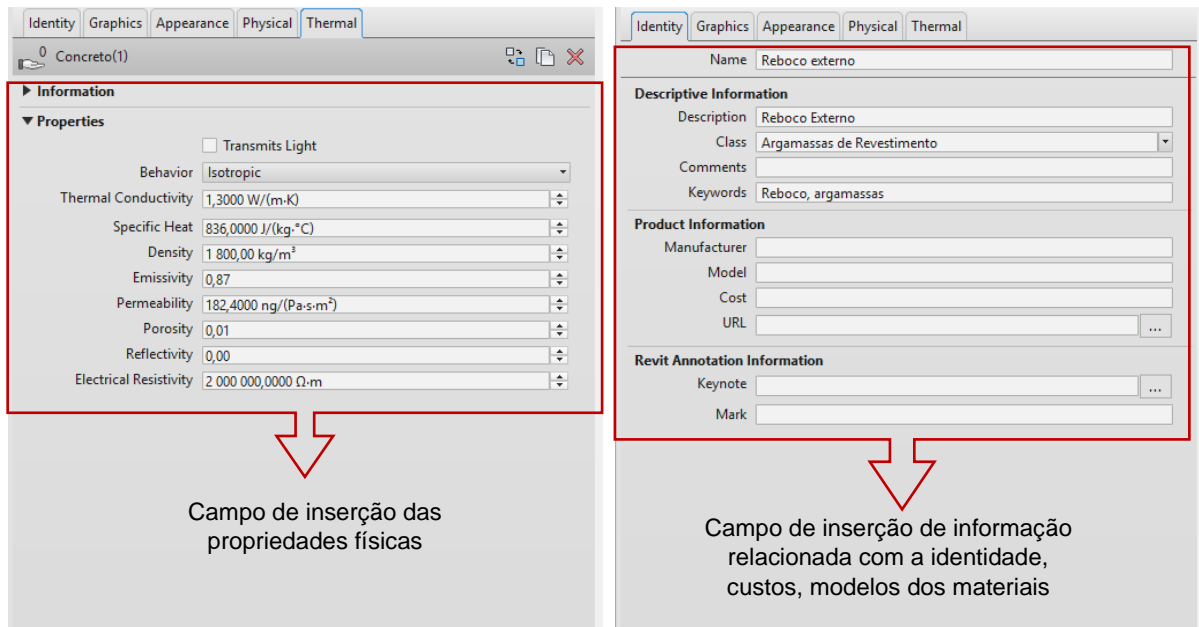 Identity Graphics Appearance Physical Thermal
0
Concreto(1)
Information
Properties
Transmits Light
Behavior Isotropic
Thermal Conductivity 1,3000 W/(m·K)
Specific Heat 836,0000 J/(kg·°C)
Density 1 800,00 kg/m³
Emissivity 0,87
Permeability 182,4000 ng/(Pa·s·m²)
Porosity 0,01
Reflectivity 0,00
Electrical Resistivity 2 000 000,0000 Ω·m
Campo de inserção das
propriedades físicas
Identity Graphics Appearance Physical Thermal
Name Reboco externo
Descriptive Information
Description Reboco Externo
Class Argamassas de Revestimento
Comments
Keywords Reboco, argamassas
Product Information
Manufacturer
Model
Cost
URL ...
Revit Annotation Information
Keynote ...
Mark
Campo de inserção de informação
relacionada com a identidade,
custos, modelos dos materiais